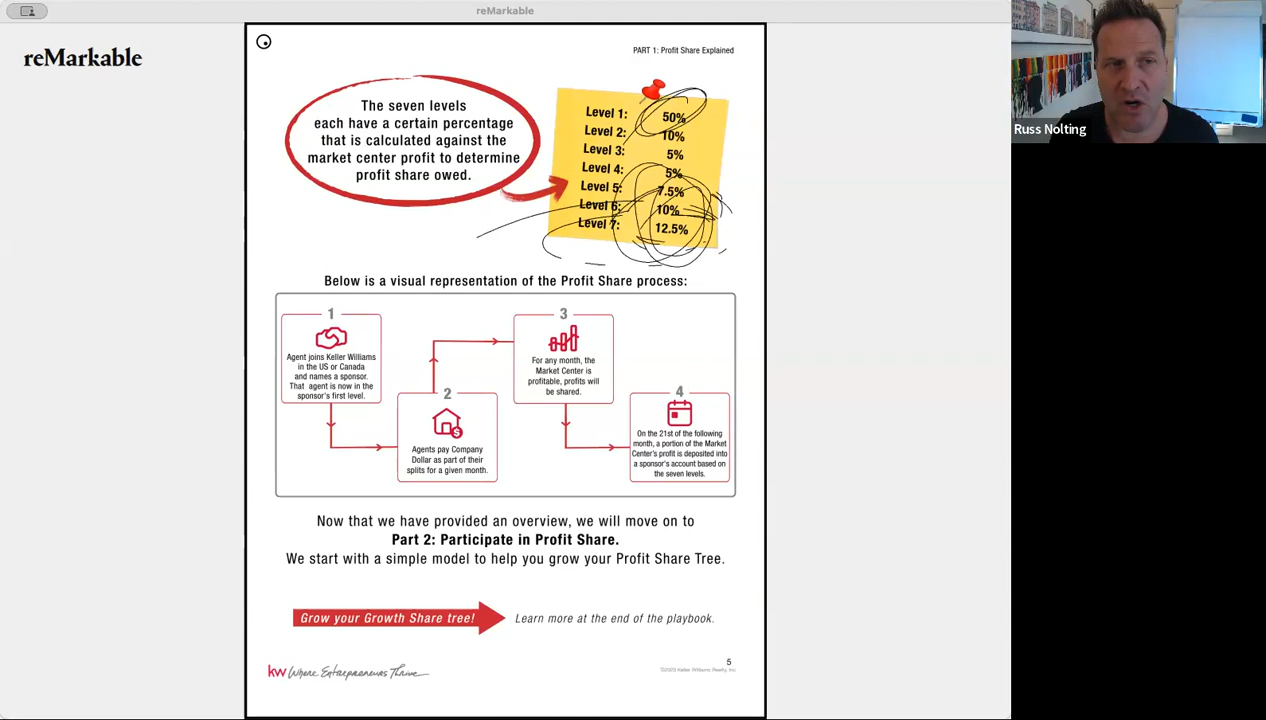 reMarkable
reMarkable
PART 1: Profit Share Explained
The seven levels
each have a certain percentage
that is calculated against the
market center profit to determine
profit share owed.
Level 1: 50%
Level 2: 10%
Level 3: 5%
Level 4: 5%
Level 5: 7.5%
Level 6: 10%
Level 7: 12.5%
Russ Nolting
Below is a visual representation of the Profit Share process:
1
Agent joins Keller Williams
in the US or Canada
and names a sponsor.
That agent is now in the
sponsor's first level.
2
Agents pay Company
Dollar as part of their
splits for a given month.
3
For any month, the
Market Center is
profitable, profits will
be shared.
4
On the 21st of the following
month, a portion of the Market
Center's profit is deposited into
a sponsor's account based on
the seven levels.
Now that we have provided an overview, we will move on to
Part 2: Participate in Profit Share.
We start with a simple model to help you grow your Profit Share Tree.
Grow your Growth Share tree!
Learn more at the end of the playbook.
kw Where Entrepreneurs Thrive
5
©2023 Keller Williams Realty, Inc.